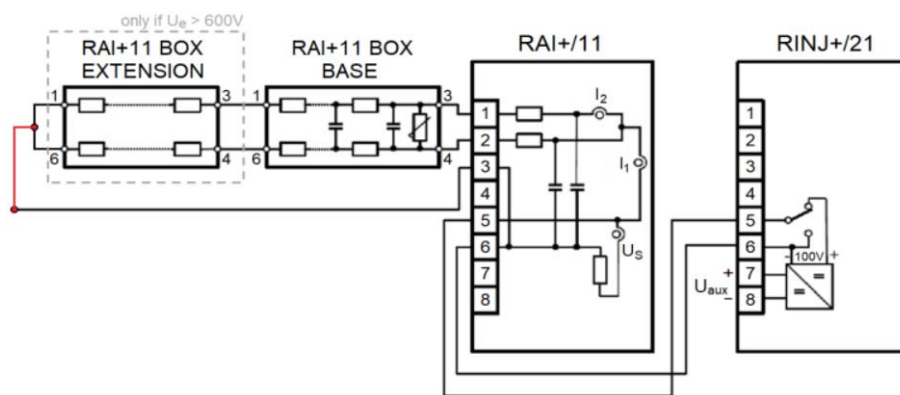 only if Ue > 600V
RAI+11 BOX
EXTENSION
RAI+11 BOX
BASE
RAI+/11
RINJ+/21
1
3
6
4
1
3
6
4
1
2
3
4
5
6
7
8
I2
I1
US
1
2
3
4
5
6
7
8
- 100V +
Uaux
+
–
=
=